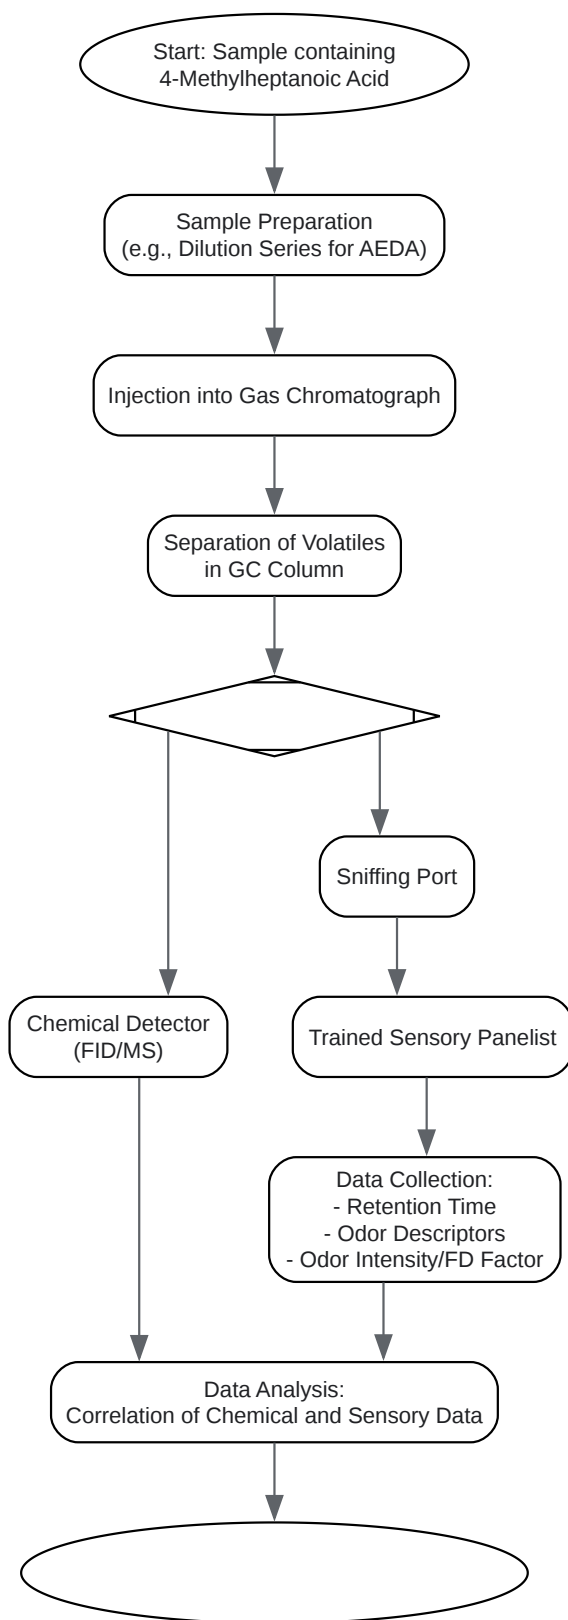 Start: Sample containing
4-Methylheptanoic Acid
Sample Preparation
(e.g., Dilution Series for AEDA)
Injection into Gas Chromatograph
Separation of Volatiles
in GC Column
Sniffing Port
Chemical Detector
(FID/MS)
Trained Sensory Panelist
Data Collection:
- Retention Time
- Odor Descriptors
- Odor Intensity/FD Factor
Data Analysis:
Correlation of Chemical and Sensory Data